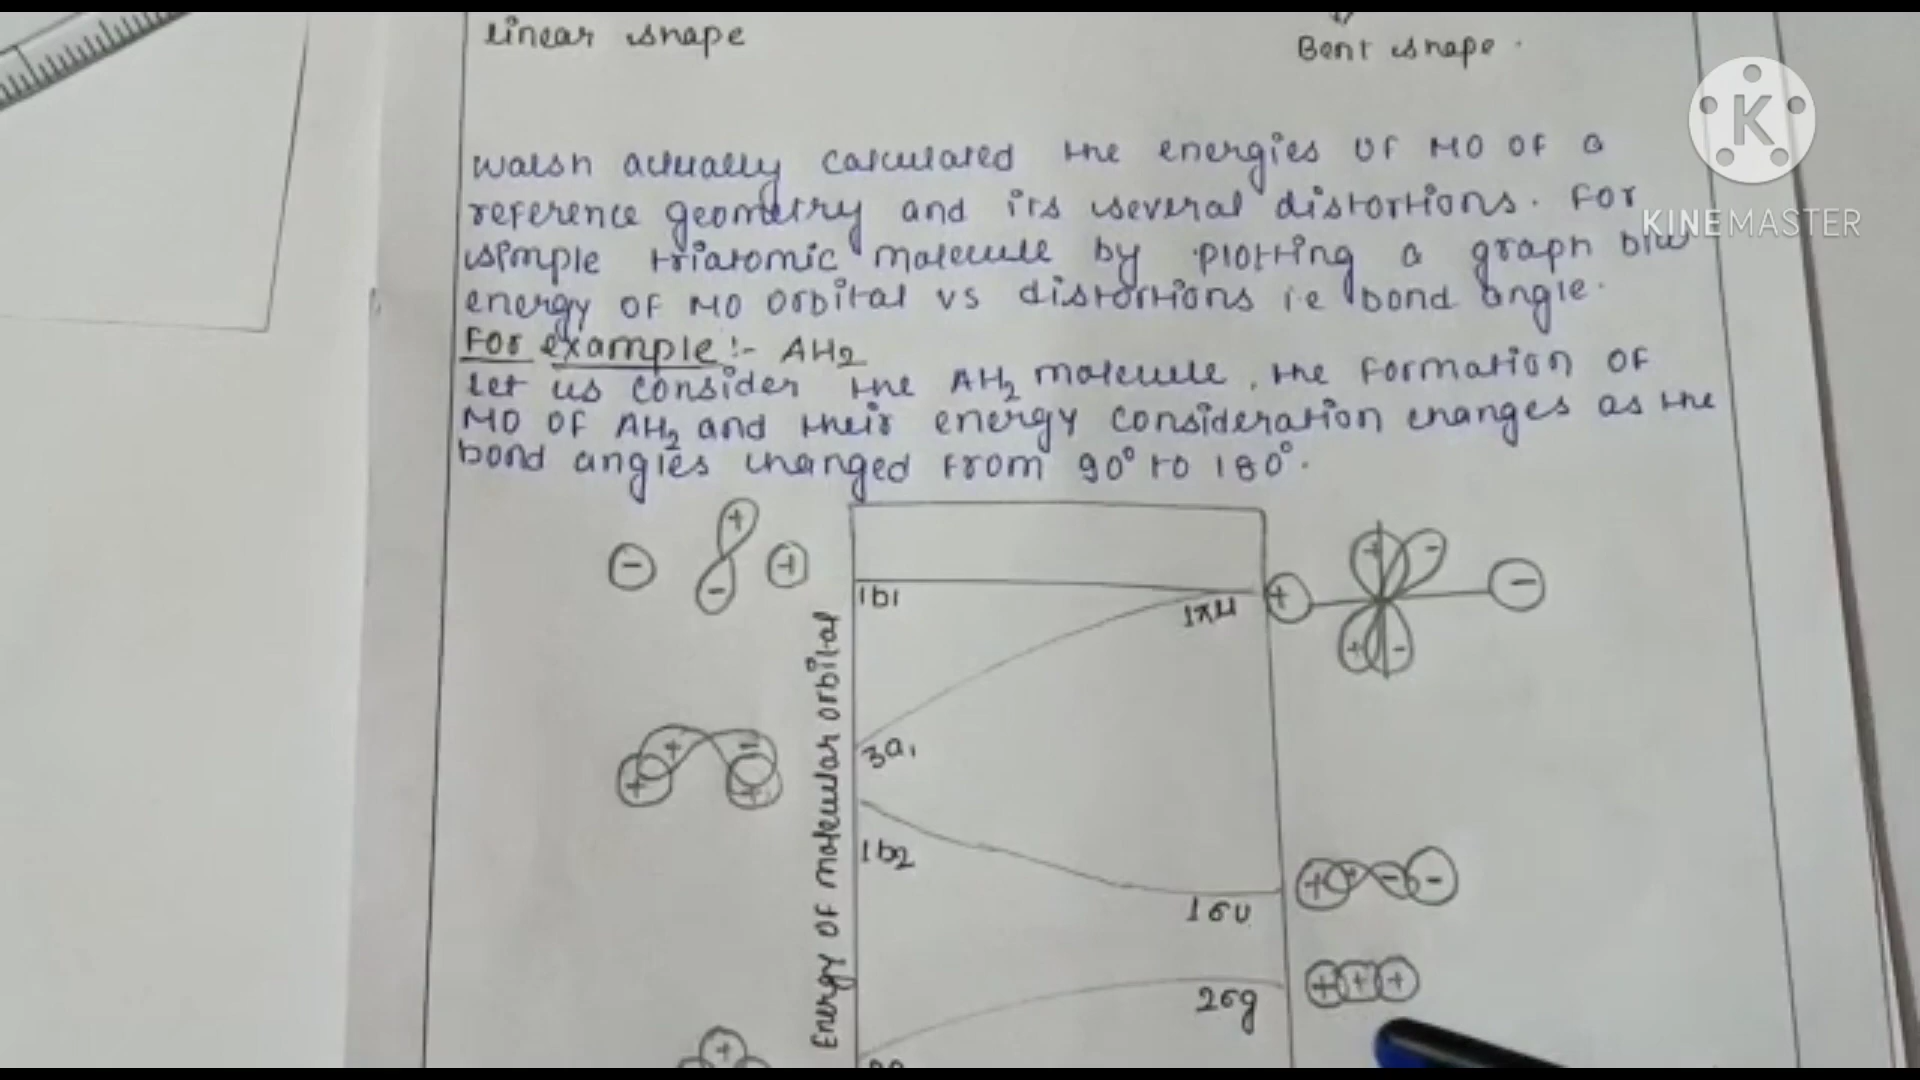 linear shape
Bent shape.
K
KINEMASTER
Walsh actually calculated the energies of MO of a
reference geometry and its several distortions. For
simple triatomic molecule by plotting a graph b/w
energy of MO orbital vs distortions i.e bond angle.
For example :- AH2
let us consider the AH2 molecule, the formation of
MO of AH2 and their energy consideration changes as the
bond angles changed from 90° to 180°.
- + - +
1b1
1πu
+ + - + - -
Energy of molecular orbital
3a1
+ - + +
1b2
1σu
+ + - -
2σg
+ + +
+